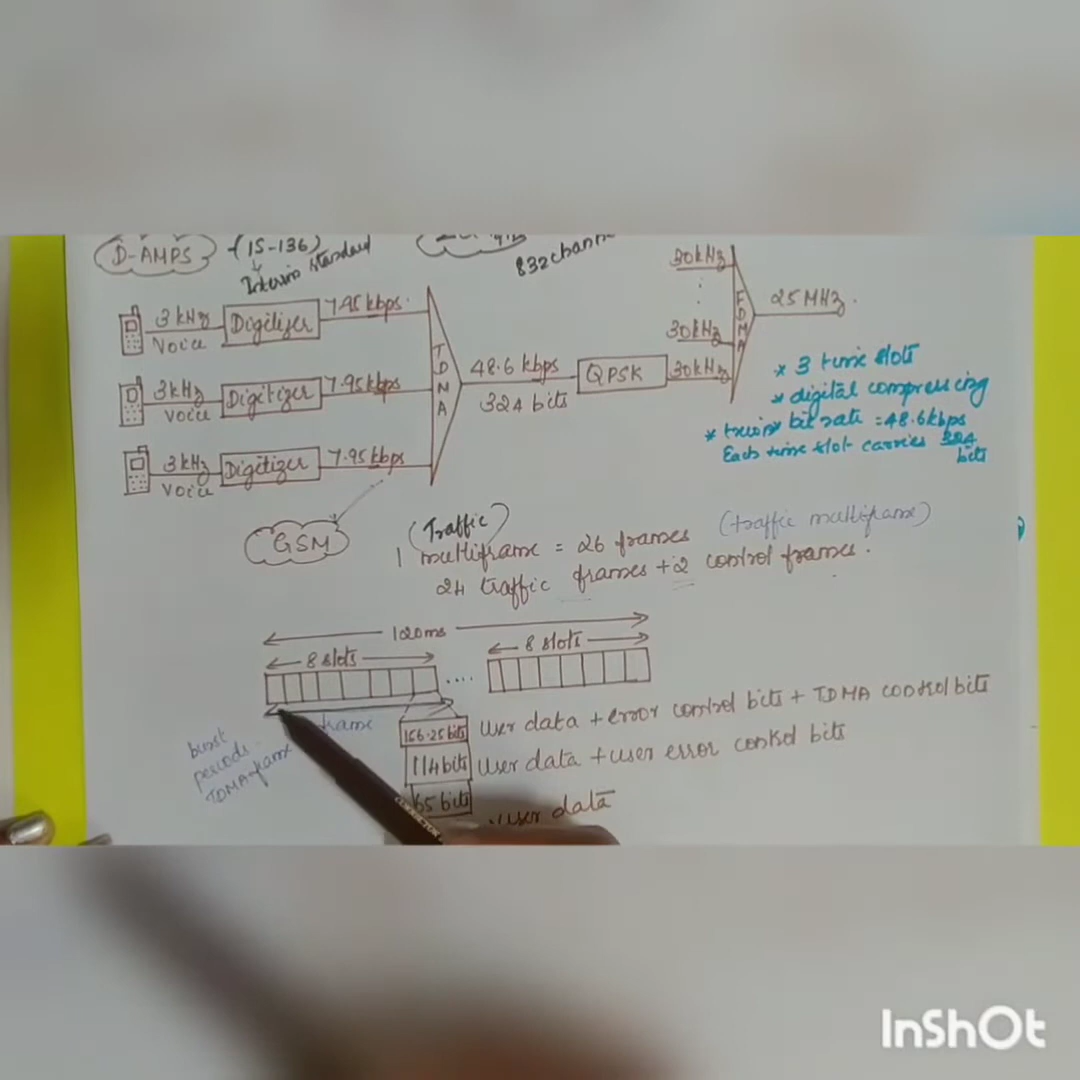 D-AMPS (IS-136)
Interim standard
832 channe
3 kHz
Voice
Digitizer
7.95 kbps
3 kHz
Voice
Digitizer
7.95 kbps
3 kHz
Voice
Digitizer
7.95 kbps
TDMA
48.6 kbps
324 bits
QPSK
30kHz
30kHz
30kHz
FDMA
25 MHz
* 3 time slots
* digital compressing
* bit rate = 48.6kbps
Each time slot carries 324
bits
GSM
(Traffic)
1 multiframe = 26 frames (traffic multiframe)
24 traffic frames + 2 control frames.
120ms
8 slots
8 slots
....
frame
burst
periods
TDMA frame
156.25 bits user data + error control bits + TDMA control bits
114 bits user data + user error control bits
65 bits user data
InShOt